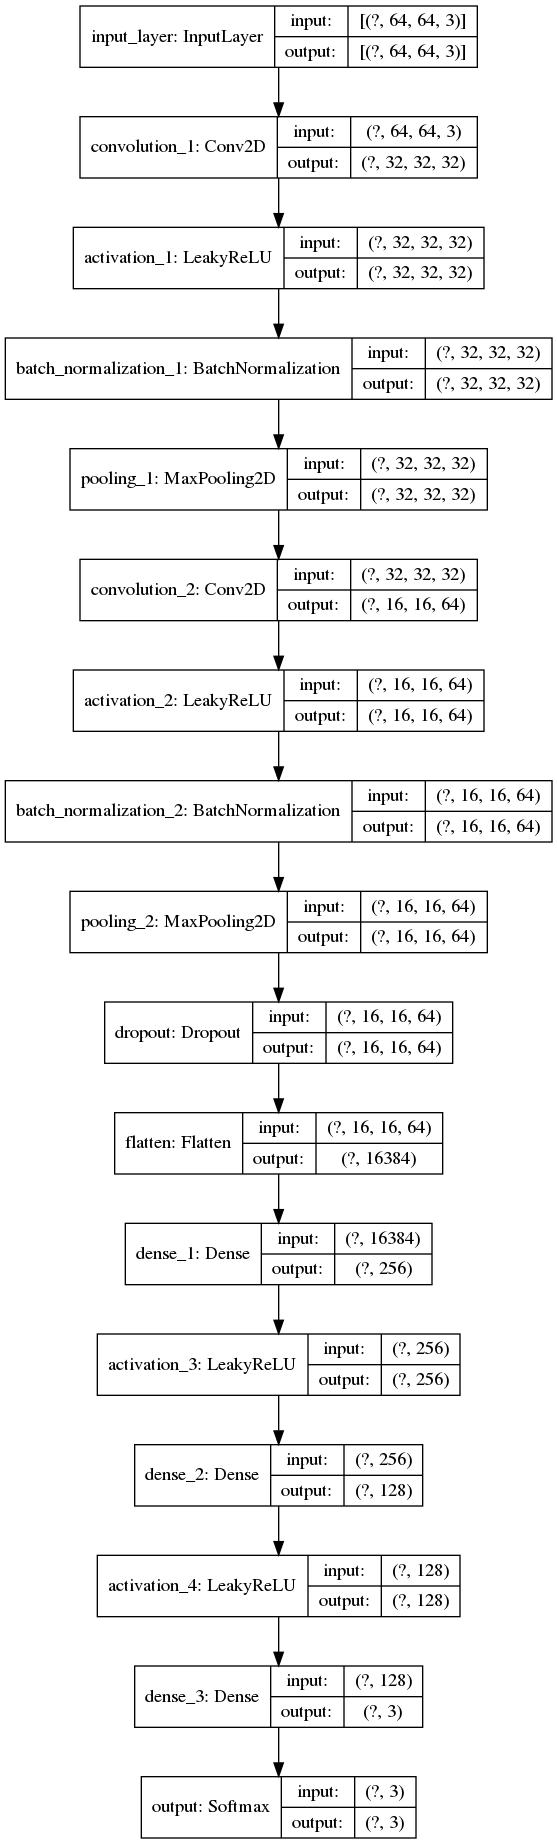 input_layer: InputLayer
input: [(?, 64, 64, 3)]
output: [(?, 64, 64, 3)]
convolution_1: Conv2D
input: (?, 64, 64, 3)
output: (?, 32, 32, 32)
activation_1: LeakyReLU
input: (?, 32, 32, 32)
output: (?, 32, 32, 32)
batch_normalization_1: BatchNormalization
input: (?, 32, 32, 32)
output: (?, 32, 32, 32)
pooling_1: MaxPooling2D
input: (?, 32, 32, 32)
output: (?, 32, 32, 32)
convolution_2: Conv2D
input: (?, 32, 32, 32)
output: (?, 16, 16, 64)
activation_2: LeakyReLU
input: (?, 16, 16, 64)
output: (?, 16, 16, 64)
batch_normalization_2: BatchNormalization
input: (?, 16, 16, 64)
output: (?, 16, 16, 64)
pooling_2: MaxPooling2D
input: (?, 16, 16, 64)
output: (?, 16, 16, 64)
dropout: Dropout
input: (?, 16, 16, 64)
output: (?, 16, 16, 64)
flatten: Flatten
input: (?, 16, 16, 64)
output: (?, 16384)
dense_1: Dense
input: (?, 16384)
output: (?, 256)
activation_3: LeakyReLU
input: (?, 256)
output: (?, 256)
dense_2: Dense
input: (?, 256)
output: (?, 128)
activation_4: LeakyReLU
input: (?, 128)
output: (?, 128)
dense_3: Dense
input: (?, 128)
output: (?, 3)
output: Softmax
input: (?, 3)
output: (?, 3)